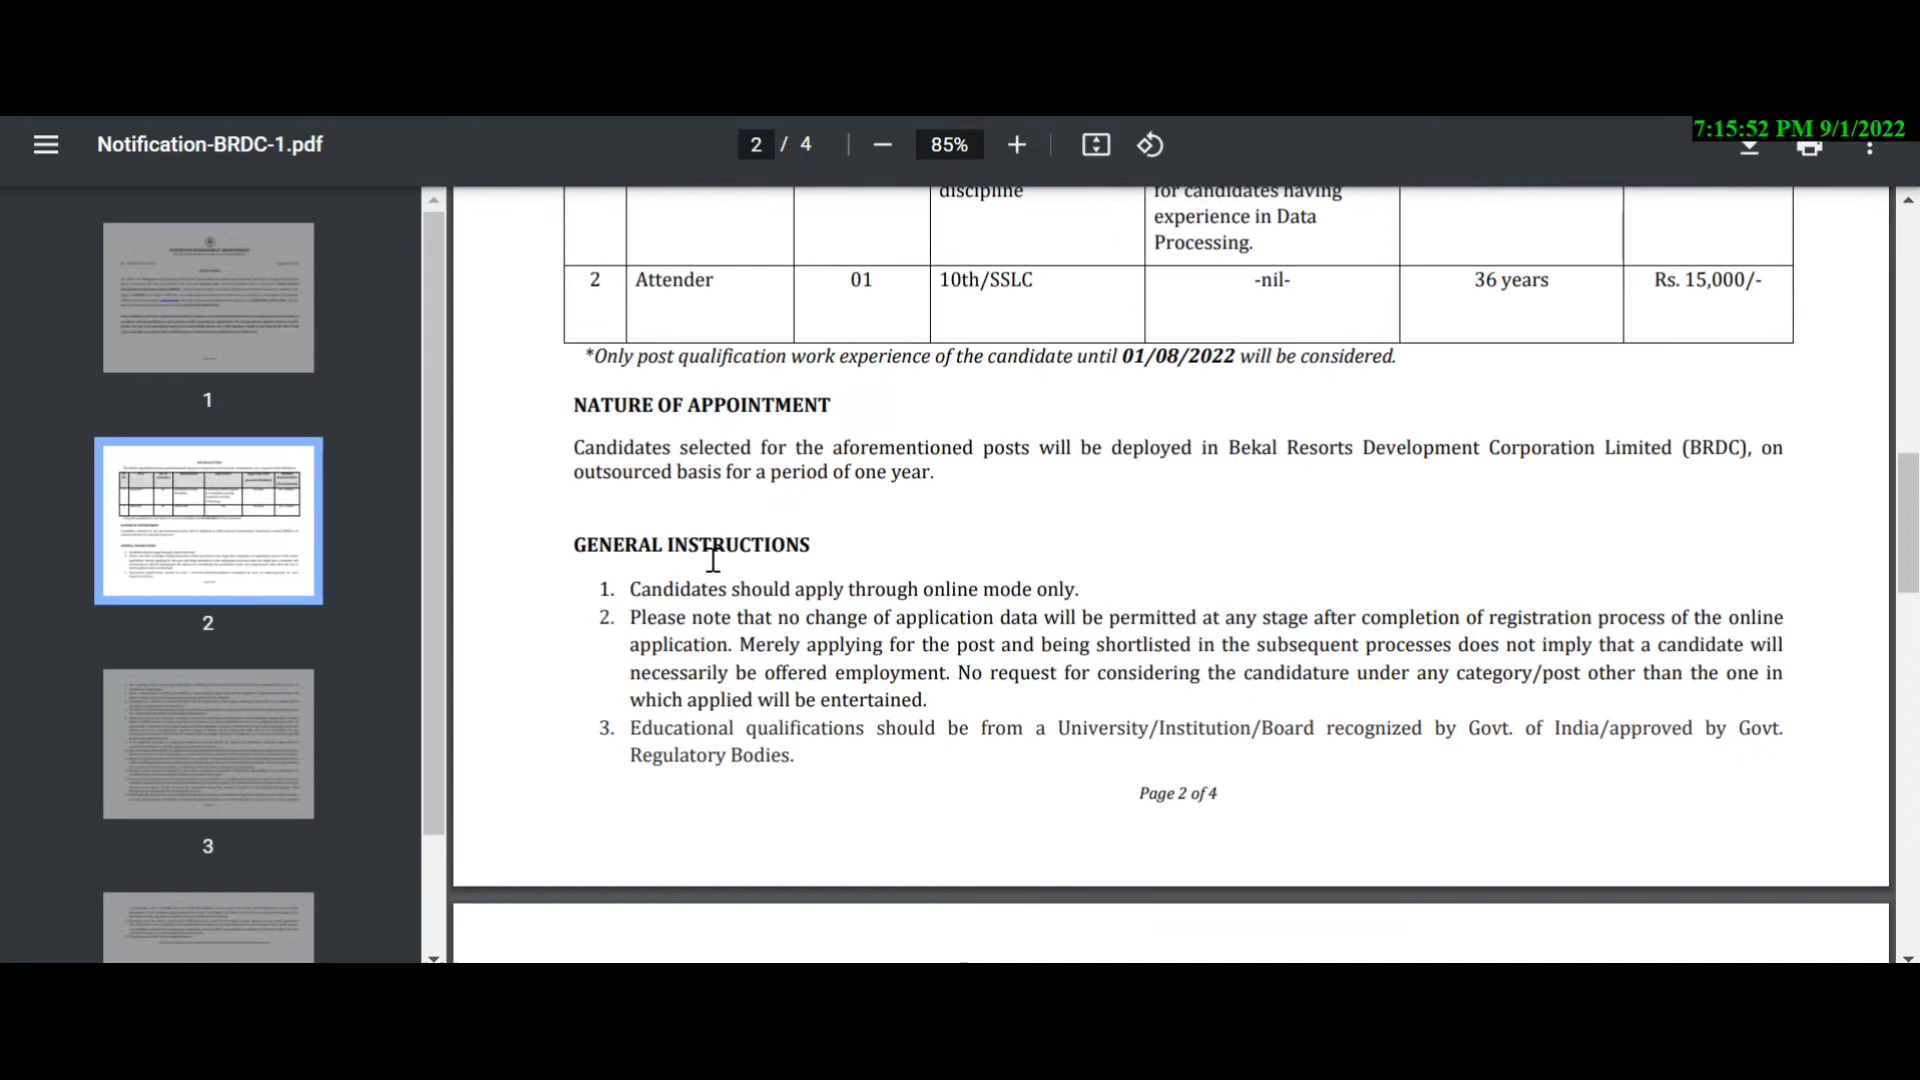 7:15:52 PM 9/1/2022
Notification-BRDC-1.pdf
2 / 4
85%
1
2
3
discipline
for candidates having
experience in Data
Processing.
2 Attender 01 10th/SSLC -nil- 36 years Rs. 15,000/-
*Only post qualification work experience of the candidate until 01/08/2022 will be considered.
NATURE OF APPOINTMENT
Candidates selected for the aforementioned posts will be deployed in Bekal Resorts Development Corporation Limited (BRDC), on
outsourced basis for a period of one year.
GENERAL INSTRUCTIONS
1. Candidates should apply through online mode only.
2. Please note that no change of application data will be permitted at any stage after completion of registration process of the online
application. Merely applying for the post and being shortlisted in the subsequent processes does not imply that a candidate will
necessarily be offered employment. No request for considering the candidature under any category/post other than the one in
which applied will be entertained.
3. Educational qualifications should be from a University/Institution/Board recognized by Govt. of India/approved by Govt.
Regulatory Bodies.
Page 2 of 4